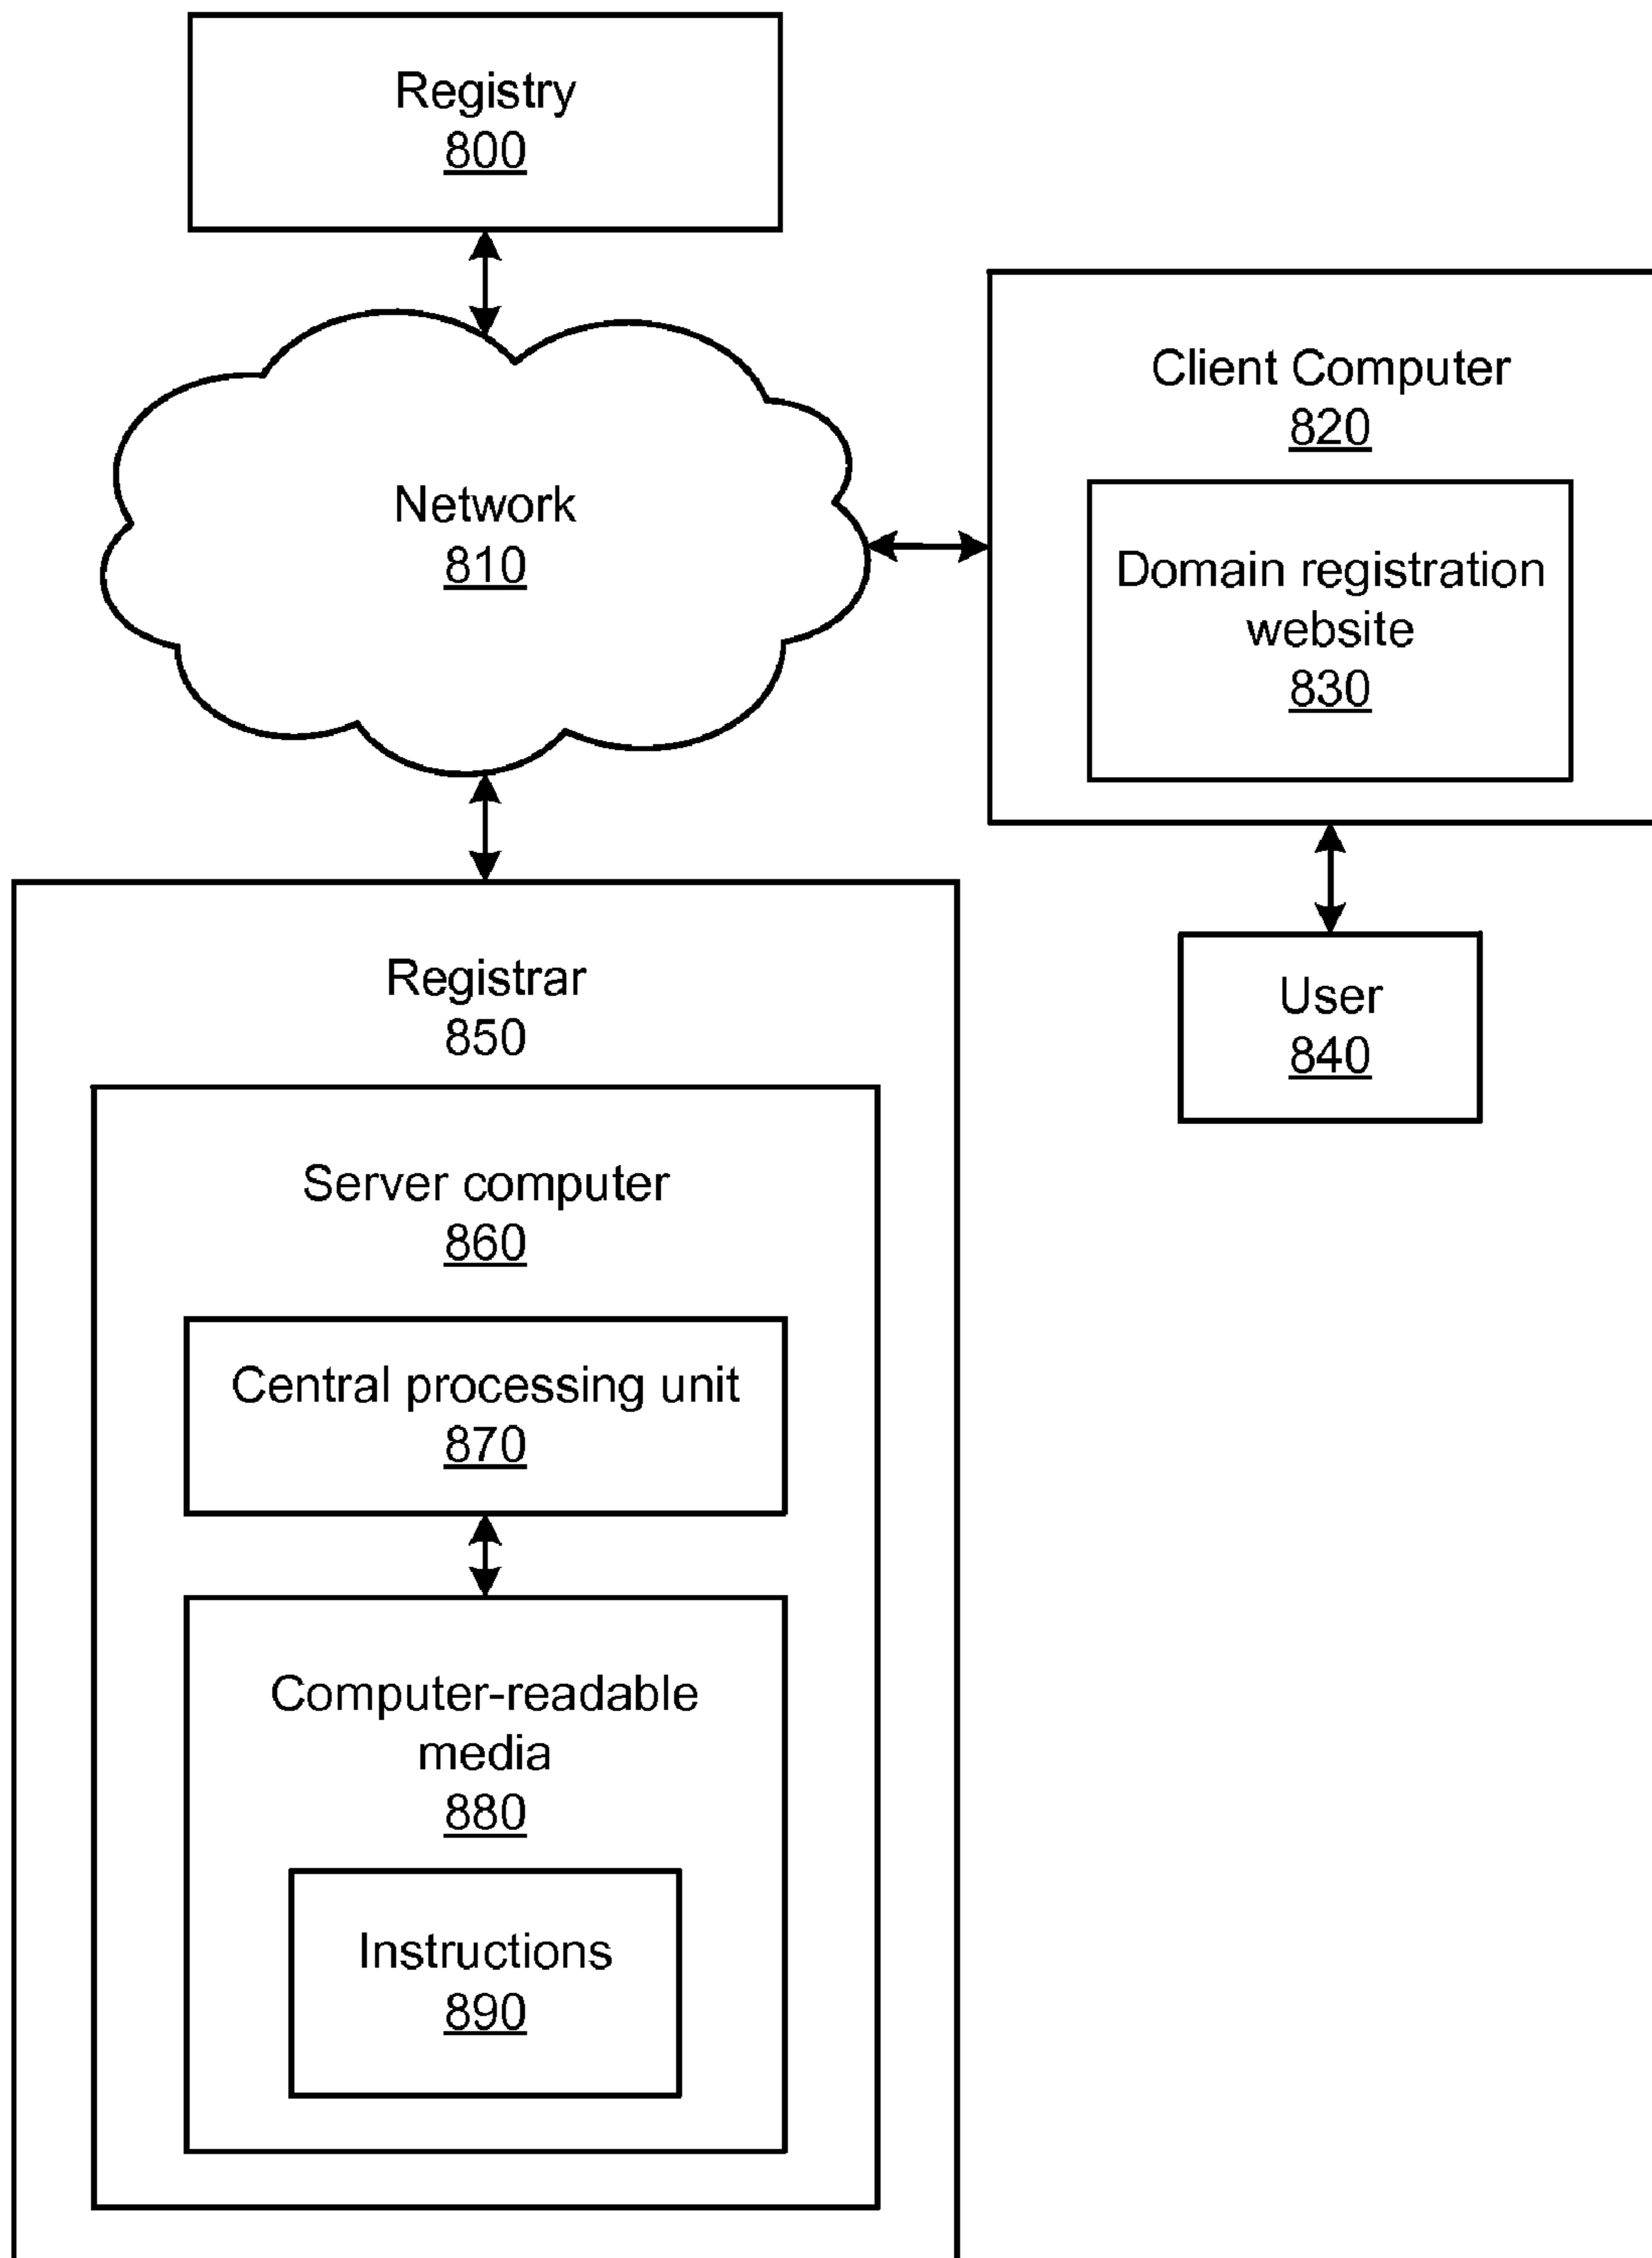 Registry
800
Network
810
Client Computer
820
Domain registration
website
830
User
840
Registrar
850
Server computer
860
Central processing unit
870
Computer-readable
media
880
Instructions
890